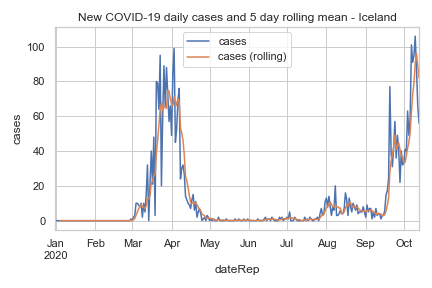 New COVID-19 daily cases and 5 day rolling mean - Iceland
cases
cases (rolling)
cases
100
80
60
40
20
0
Jan Feb Mar Apr May Jun Jul Aug Sep Oct
2020
dateRep